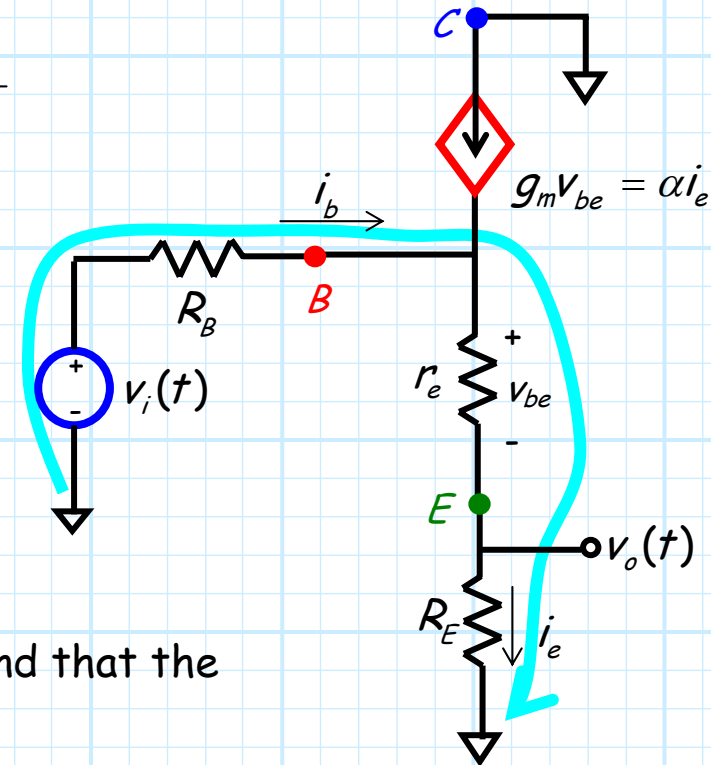 C
g_m v_be = αi_e
i_b
R_B
B
+
-
v_i(t)
r_e
+
v_be
-
E
v_o(t)
R_E
i_e
nd that the